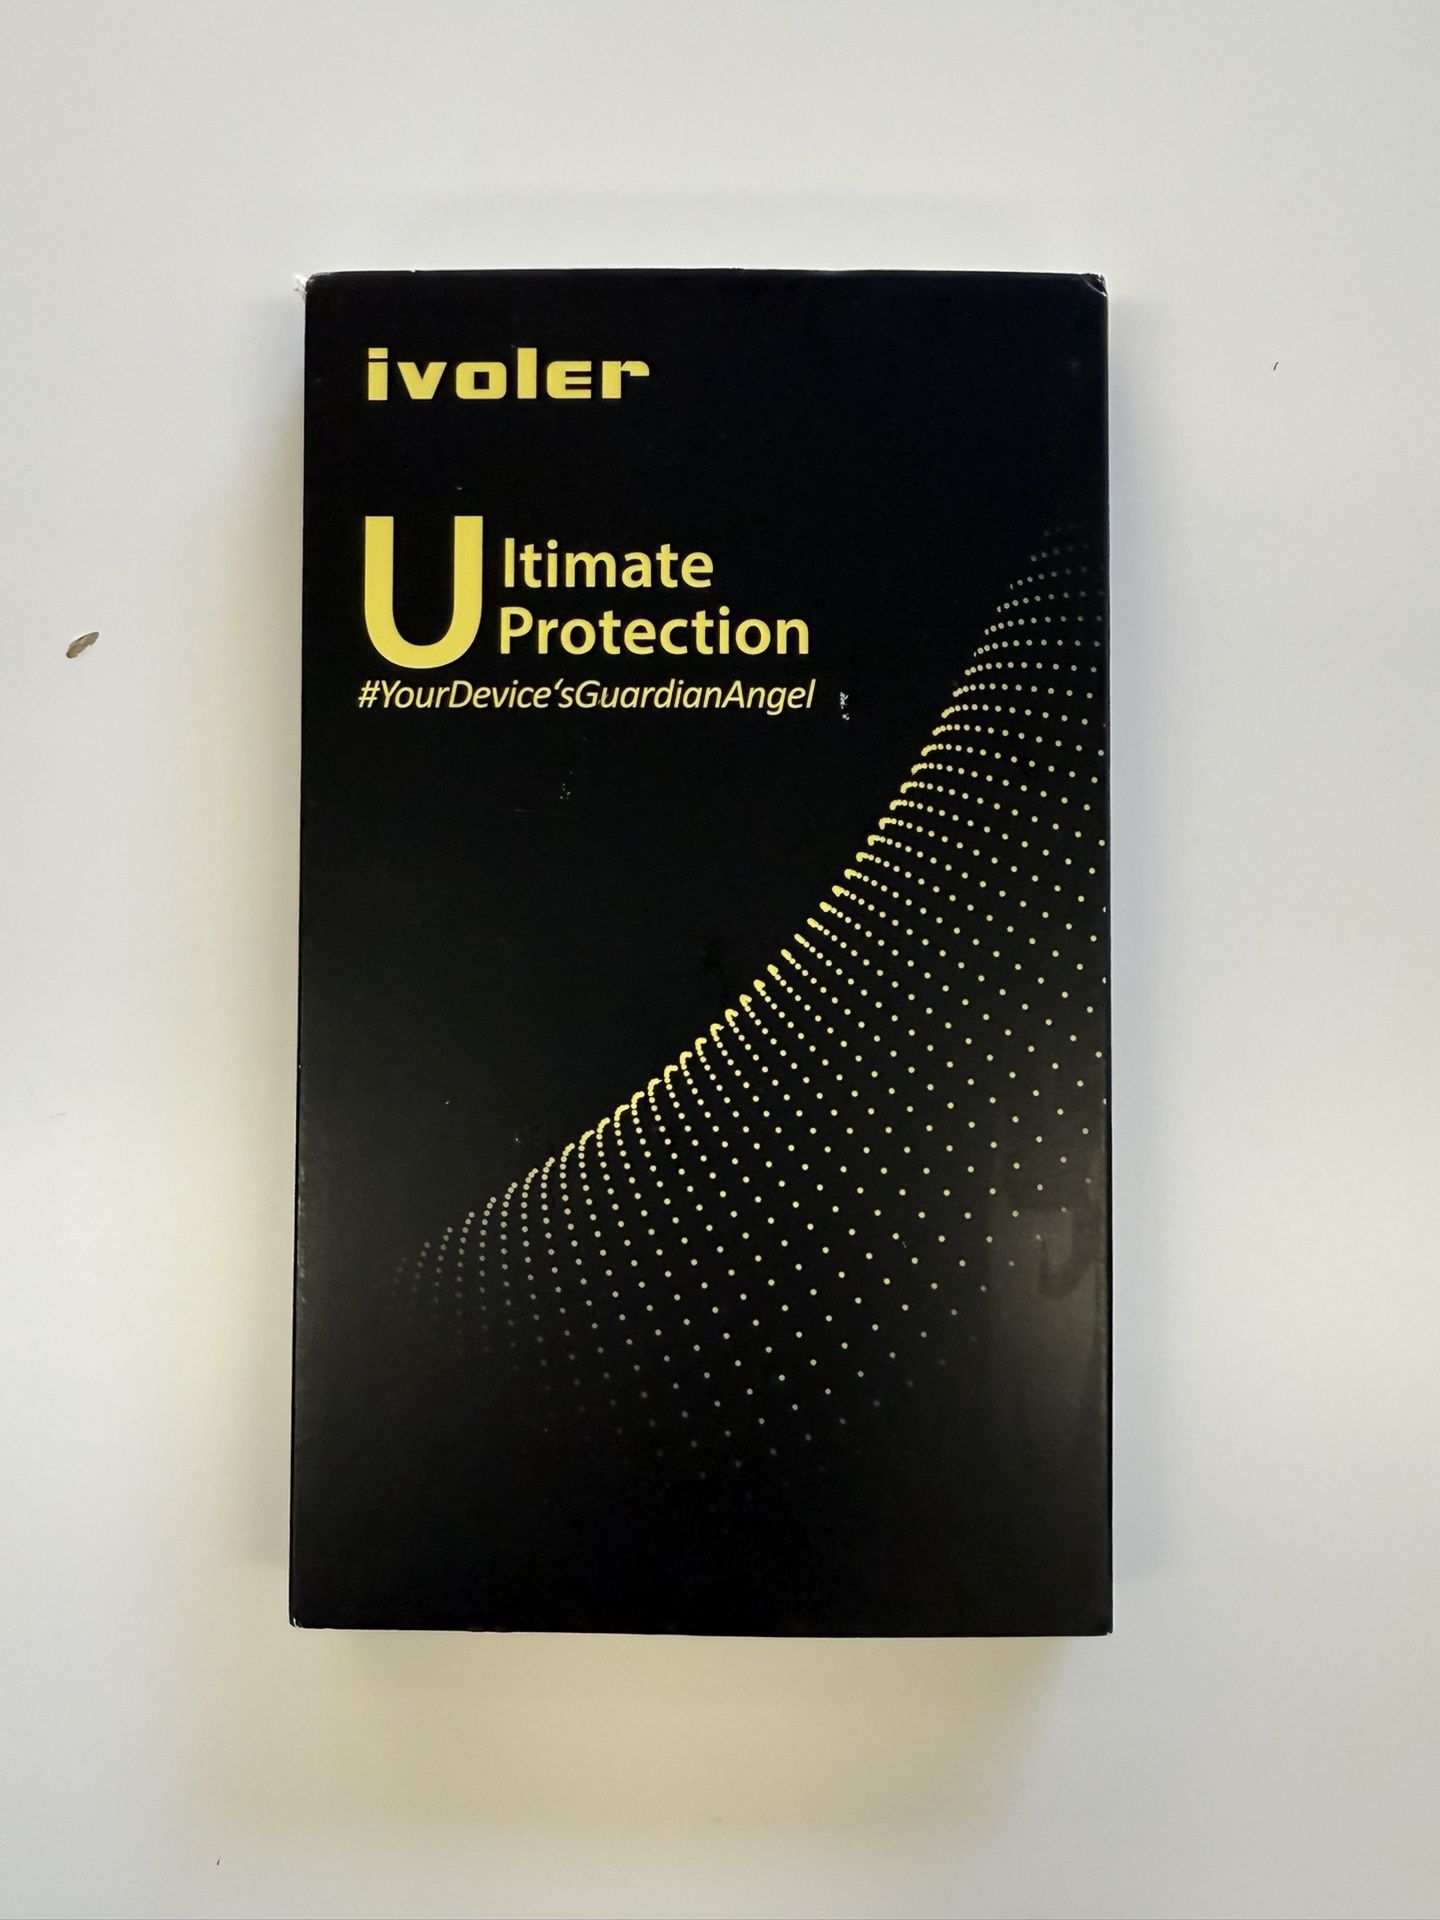 ivoler
Ultimate
Protection
#YourDevice‘sGuardianAngel